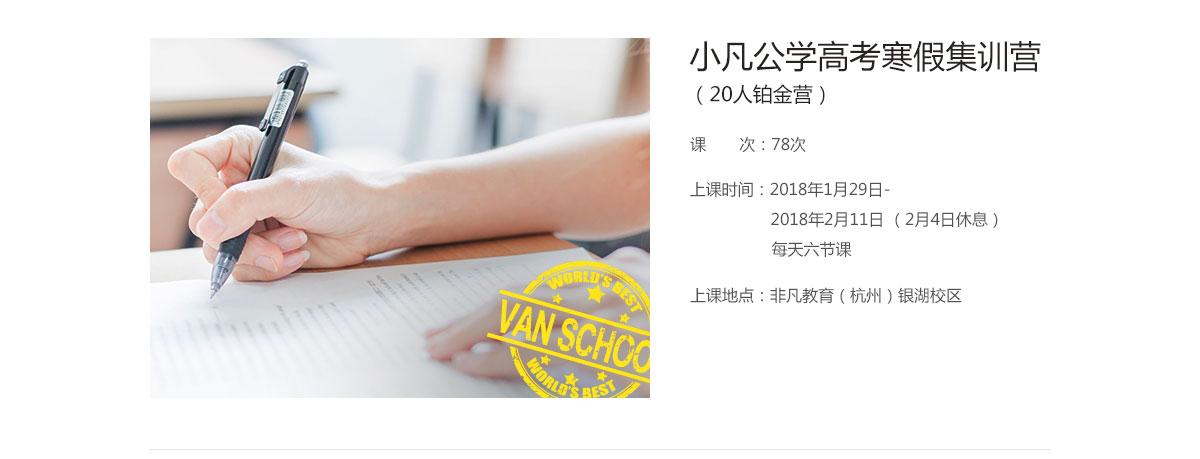 小凡公学高考寒假集训营
（20人铂金营）
课 次：78次
上课时间：2018年1月29日-
2018年2月11日（2月4日休息）
每天六节课
上课地点：非凡教育（杭州）银湖校区
WORLD'S BEST
VAN SCHOO
WORLD'S BEST